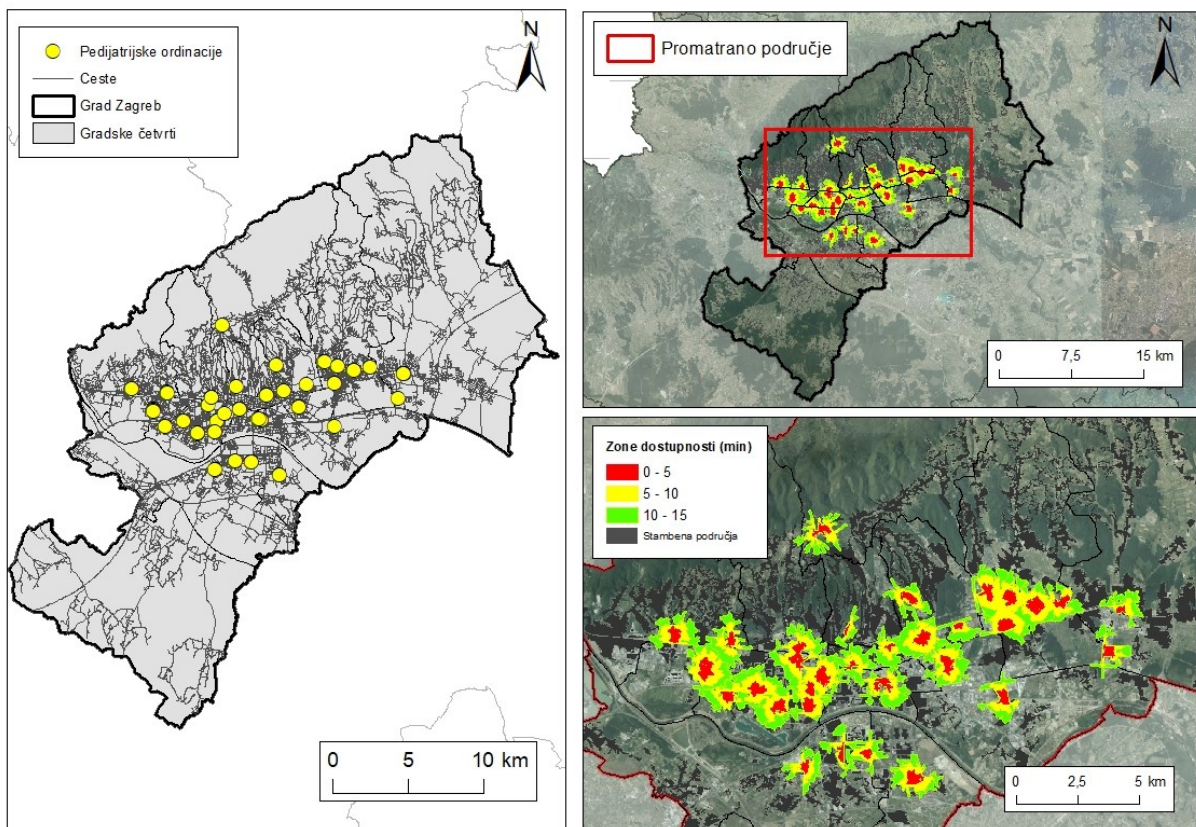 Pedijatrijske ordinacije
Ceste
Grad Zagreb
Gradske četvrti
N
0 5 10 km
Promatrano područje
N
0 7,5 15 km
Zone dostupnosti (min)
0 - 5
5 - 10
10 - 15
Stambena područja
0 2,5 5 km